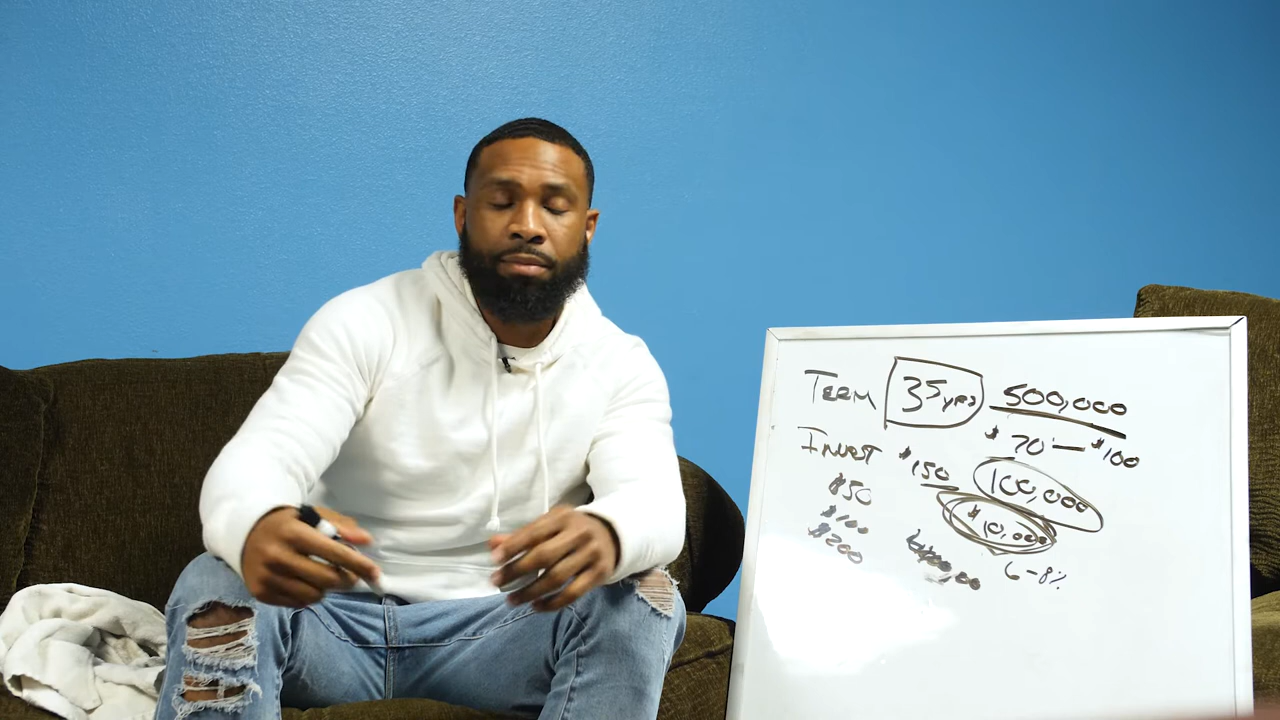 TERM 35yrs 500,000
$70 — $100
INVEST $150 100,000
$50 $10,000
$100
$200 6-8%